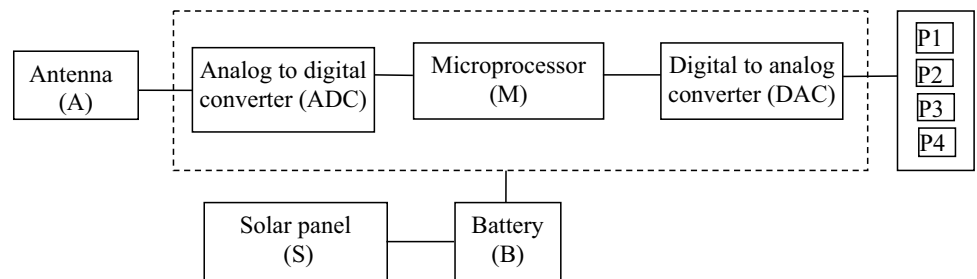 Antenna
(A)
Analog to digital
converter (ADC)
Microprocessor
(M)
Digital to analog
converter (DAC)
P1
P2
P3
P4
Solar panel
(S)
Battery
(B)